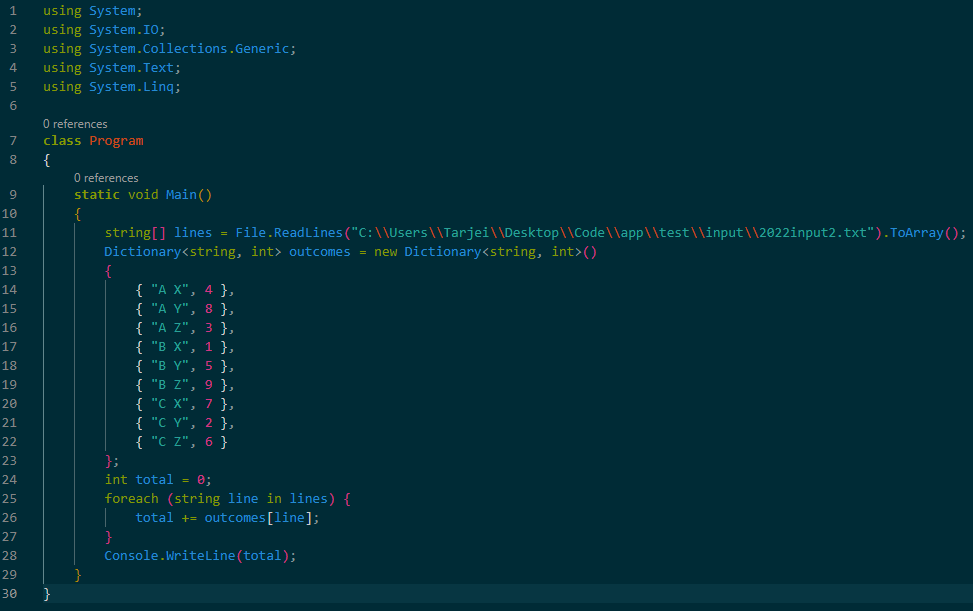 1 using System;
2 using System.IO;
3 using System.Collections.Generic;
4 using System.Text;
5 using System.Linq;
6
0 references
7 class Program
8 {
0 references
9 static void Main()
10 {
11 string[] lines = File.ReadLines("C:\\Users\\Tarjei\\Desktop\\Code\\app\\test\\input\\2022input2.txt").ToArray();
12 Dictionary<string, int> outcomes = new Dictionary<string, int>()
13 {
14 { "A X", 4 },
15 { "A Y", 8 },
16 { "A Z", 3 },
17 { "B X", 1 },
18 { "B Y", 5 },
19 { "B Z", 9 },
20 { "C X", 7 },
21 { "C Y", 2 },
22 { "C Z", 6 }
23 };
24 int total = 0;
25 foreach (string line in lines) {
26 total += outcomes[line];
27 }
28 Console.WriteLine(total);
29 }
30 }